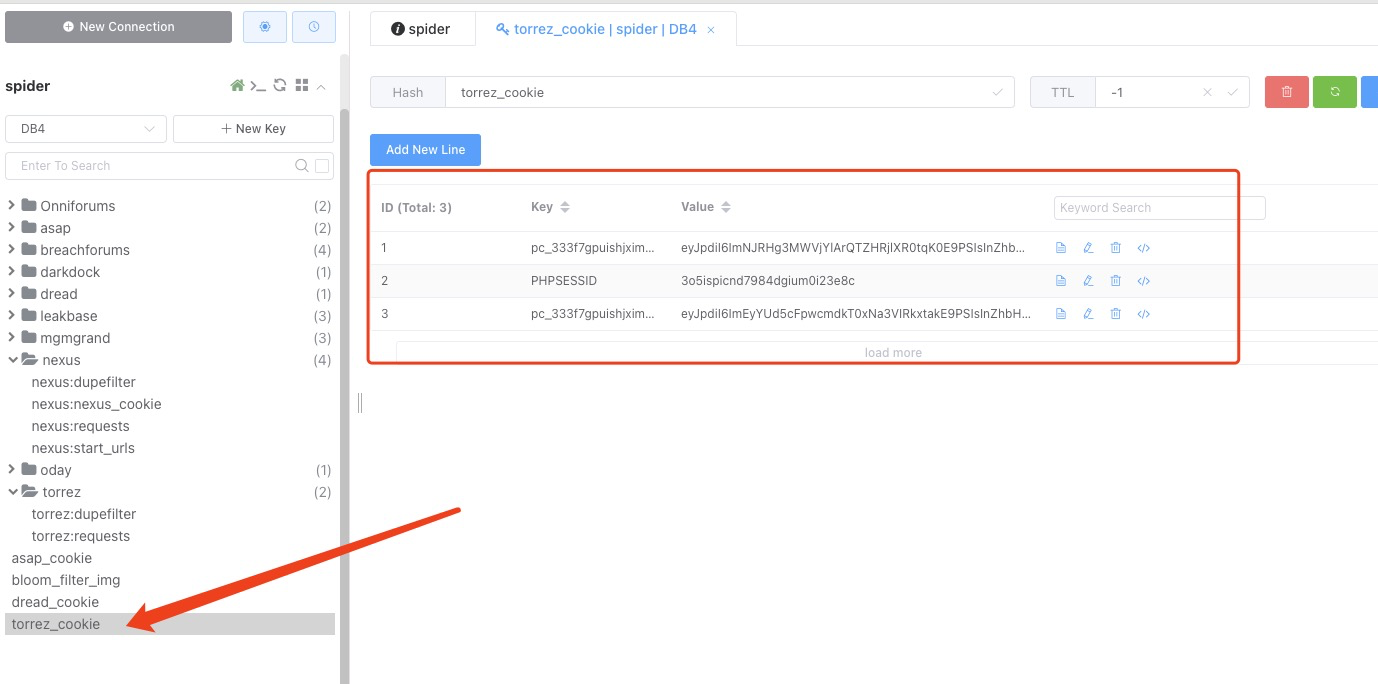 New Connection
spider
DB4
+ New Key
Enter To Search
Onniforums (2)
asap (2)
breachforums (4)
darkdock (1)
dread (1)
leakbase (3)
mgmgrand (3)
nexus (4)
nexus:dupefilter
nexus:nexus_cookie
nexus:requests
nexus:start_urls
oday (1)
torrez (2)
torrez:dupefilter
torrez:requests
asap_cookie
bloom_filter_img
dread_cookie
torrez_cookie
spider
torrez_cookie | spider | DB4
Hash torrez_cookie TTL -1
Add New Line
ID (Total: 3) Key Value Keyword Search
1 pc_333f7gpuishjxim... eyJpdiI6ImNJRHg3MWVjYlArQTZHRjlXR0tqK0E9PSIsInZhb...
2 PHPSESSID 3o5ispicnd7984dgium0i23e8c
3 pc_333f7gpuishjxim... eyJpdiI6ImEyYUd5cFpwcmdkT0xNa3VIRkxtakE9PSIsInZhbH...
load more